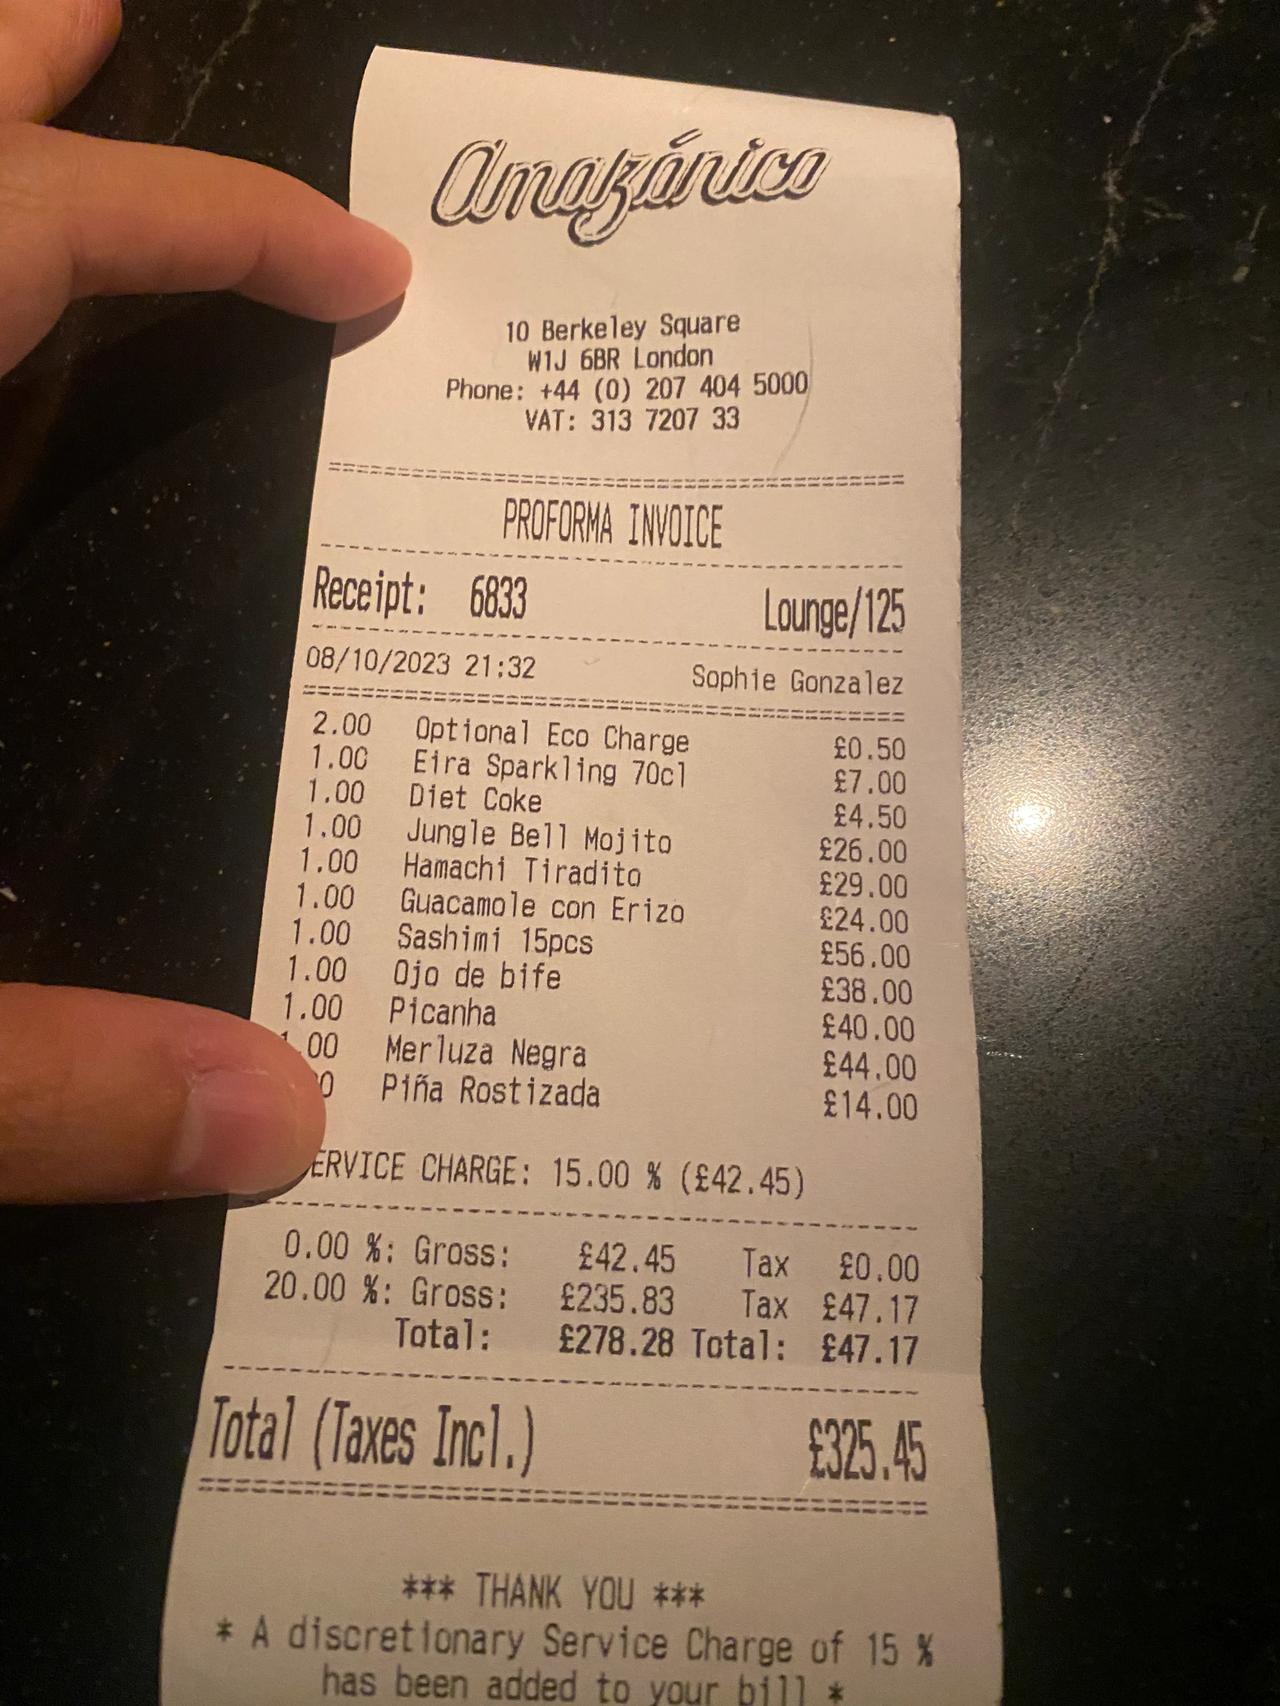 Amazónico
10 Berkeley Square
W1J 6BR London
Phone: +44 (0) 207 404 5000
VAT: 313 7207 33
PROFORMA INVOICE
Receipt: 6833 Lounge/125
08/10/2023 21:32 Sophie Gonzalez
2.00 Optional Eco Charge £0.50
1.00 Eira Sparkling 70cl £7.00
1.00 Diet Coke £4.50
1.00 Jungle Bell Mojito £26.00
1.00 Hamachi Tiradito £29.00
1.00 Guacamole con Erizo £24.00
1.00 Sashimi 15pcs £56.00
1.00 Ojo de bife £38.00
1.00 Picanha £40.00
.00 Merluza Negra £44.00
0 Piña Rostizada £14.00
ERVICE CHARGE: 15.00 % (£42.45)
0.00 %: Gross: £42.45 Tax £0.00
20.00 %: Gross: £235.83 Tax £47.17
Total: £278.28 Total: £47.17
Total (Taxes Incl.) £325.45
*** THANK YOU ***
* A discretionary Service Charge of 15 %
has been added to your bill *